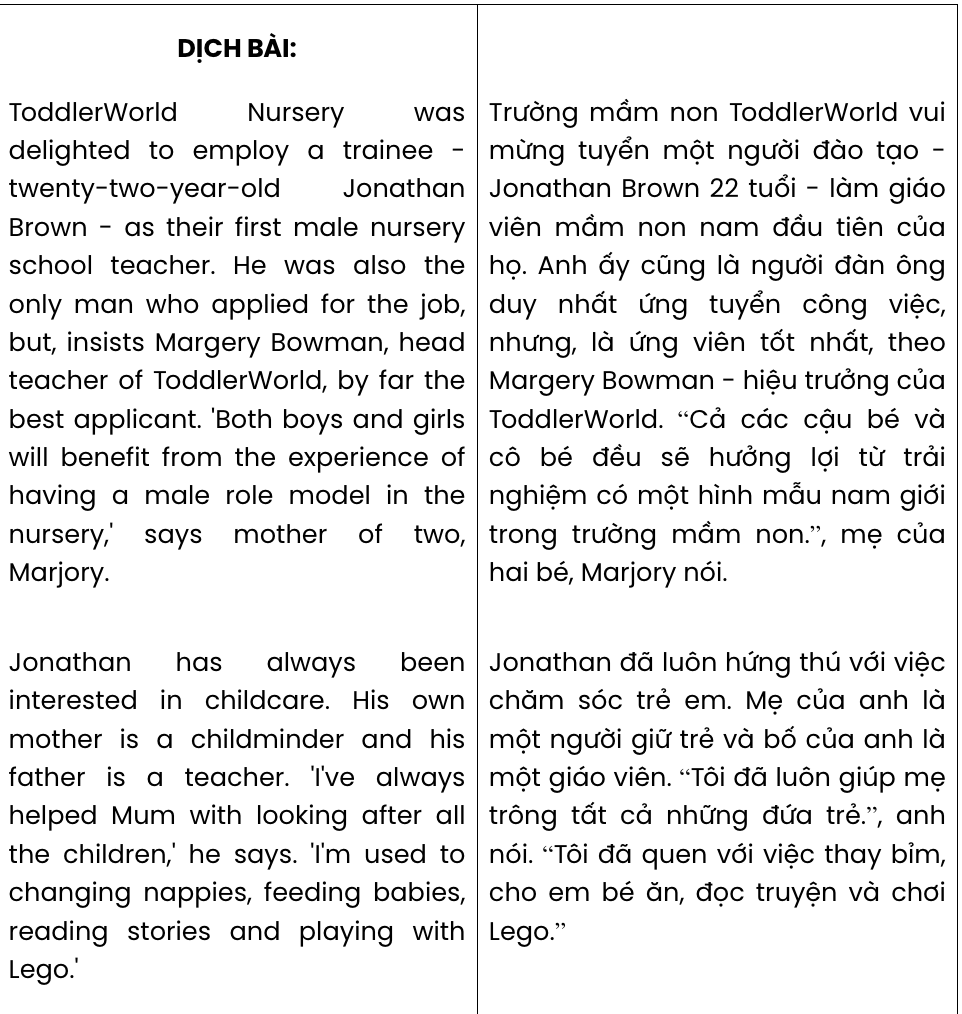 DỊCH BÀI:
ToddlerWorld Nursery was
delighted to employ a trainee -
twenty-two-year-old Jonathan
Brown - as their first male nursery
school teacher. He was also the
only man who applied for the job,
but, insists Margery Bowman, head
teacher of ToddlerWorld, by far the
best applicant. 'Both boys and girls
will benefit from the experience of
having a male role model in the
nursery,' says mother of two,
Marjory.
Jonathan has always been
interested in childcare. His own
mother is a childminder and his
father is a teacher. 'I've always
helped Mum with looking after all
the children,' he says. 'I'm used to
changing nappies, feeding babies,
reading stories and playing with
Lego.'
Trường mầm non ToddlerWorld vui
mừng tuyển một người đào tạo -
Jonathan Brown 22 tuổi - làm giáo
viên mầm non nam đầu tiên của
họ. Anh ấy cũng là người đàn ông
duy nhất ứng tuyển công việc,
nhưng, là ứng viên tốt nhất, theo
Margery Bowman - hiệu trưởng của
ToddlerWorld. “Cả các cậu bé và
cô bé đều sẽ hưởng lợi từ trải
nghiệm có một hình mẫu nam giới
trong trường mầm non.”, mẹ của
hai bé, Marjory nói.
Jonathan đã luôn hứng thú với việc
chăm sóc trẻ em. Mẹ của anh là
một người giữ trẻ và bố của anh là
một giáo viên. “Tôi đã luôn giúp mẹ
trông tất cả những đứa trẻ.”, anh
nói. “Tôi đã quen với việc thay bỉm,
cho em bé ăn, đọc truyện và chơi
Lego.”